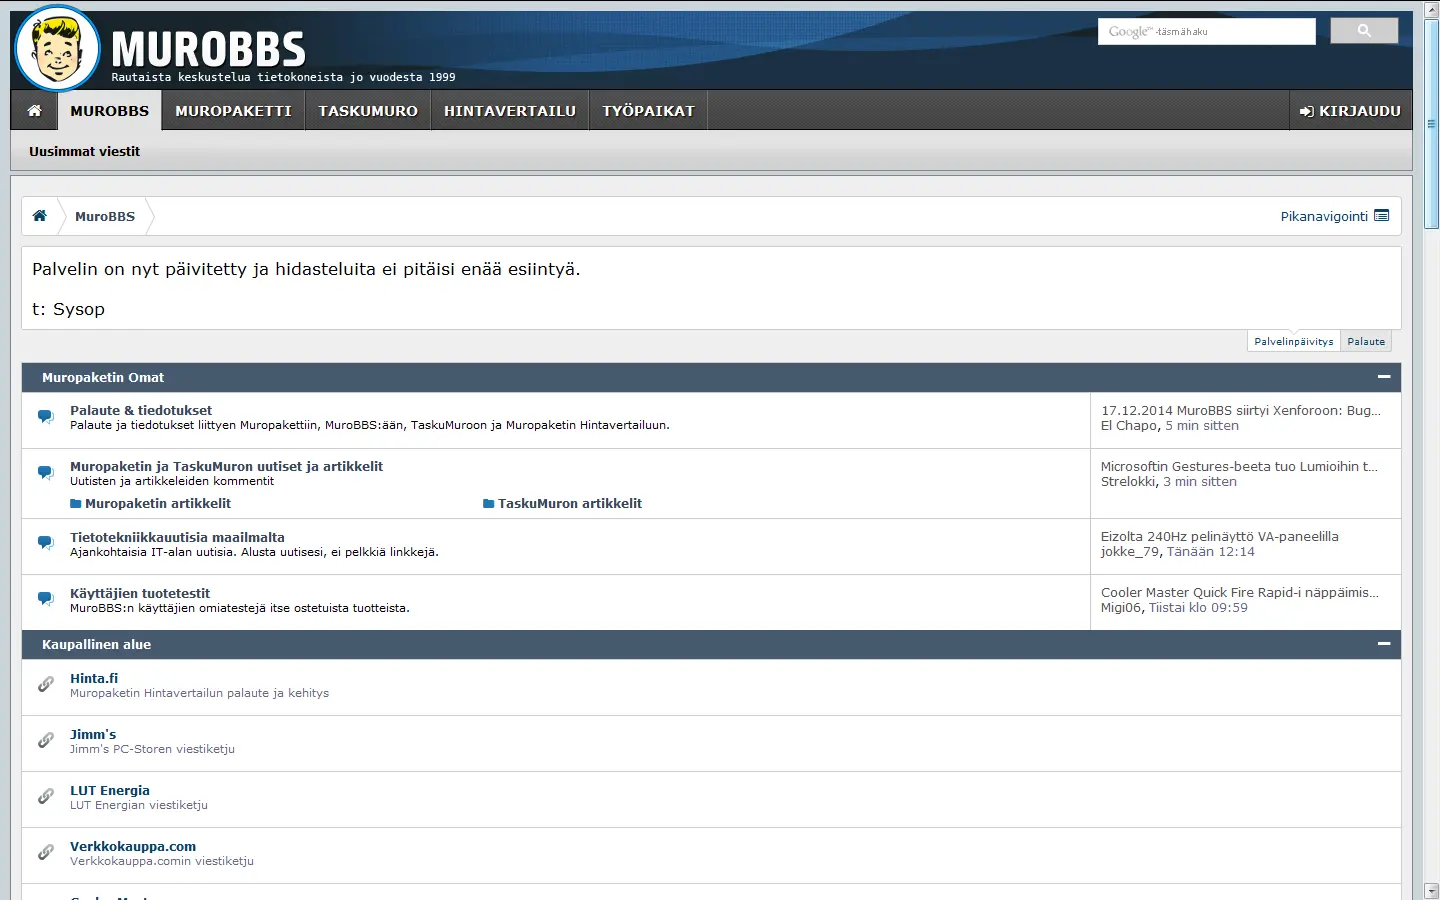 MUROBBS
Rautaista keskustelua tietokoneista jo vuodesta 1999
Google™ -täsmähaku
MUROBBS MUROPAKETTI TASKUMURO HINTAVERTAILU TYÖPAIKAT KIRJAUDU
Uusimmat viestit
MuroBBS Pikanavigointi
Palvelin on nyt päivitetty ja hidasteluita ei pitäisi enää esiintyä.
t: Sysop
Palvelinpäivitys Palaute
Muropaketin Omat
Palaute & tiedotukset
Palaute ja tiedotukset liittyen Muropakettiin, MuroBBS:ään, TaskuMuroon ja Muropaketin Hintavertailuun.
17.12.2014 MuroBBS siirtyi Xenforoon: Bug...
El Chapo, 5 min sitten
Muropaketin ja TaskuMuron uutiset ja artikkelit
Uutisten ja artikkeleiden kommentit
Muropaketin artikkelit TaskuMuron artikkelit
Microsoftin Gestures-beeta tuo Lumioihin t...
Strelokki, 3 min sitten
Tietotekniikkauutisia maailmalta
Ajankohtaisia IT-alan uutisia. Alusta uutisesi, ei pelkkiä linkkejä.
Eizolta 240Hz pelinäyttö VA-paneelilla
jokke_79, Tänään 12:14
Käyttäjien tuotetestit
MuroBBS:n käyttäjien omiatestejä itse ostetuista tuotteista.
Cooler Master Quick Fire Rapid-i näppäimis...
Migi06, Tiistai klo 09:59
Kaupallinen alue
Hinta.fi
Muropaketin Hintavertailun palaute ja kehitys
Jimm's
Jimm's PC-Storen viestiketju
LUT Energia
LUT Energian viestiketju
Verkkokauppa.com
Verkkokauppa.comin viestiketju